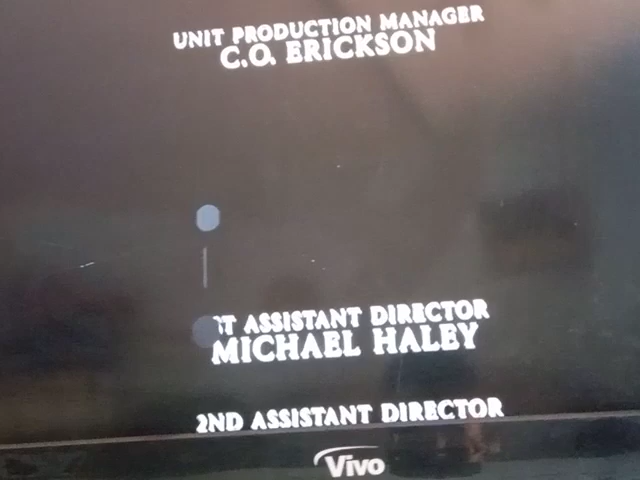 UNIT PRODUCTION MANAGER
C.O. ERICKSON
ASSISTANT DIRECTOR
MICHAEL HALEY
2ND ASSISTANT DIRECTOR
Vivo